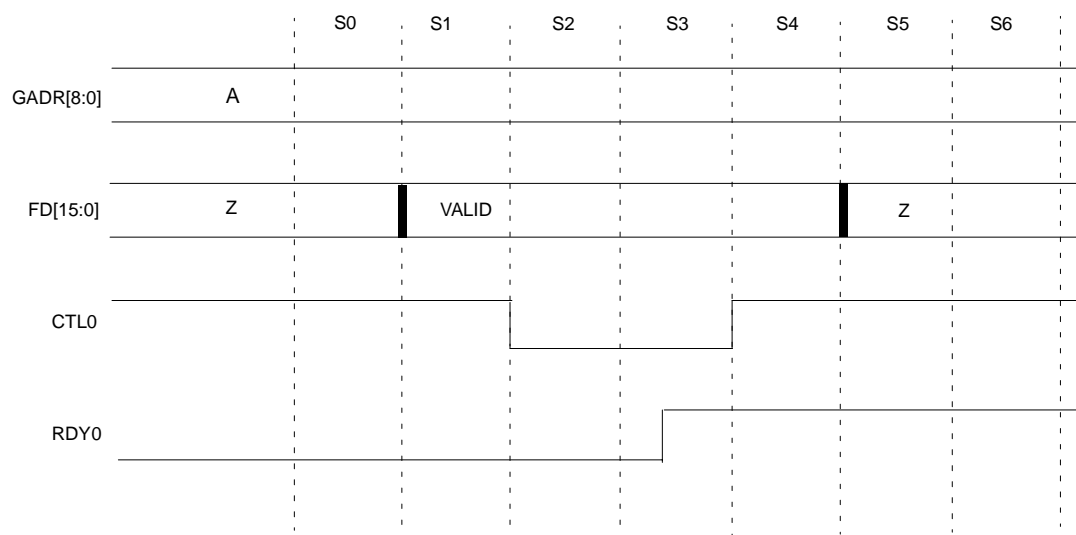 S0 S1 S2 S3 S4 S5 S6
GADR[8:0] A
FD[15:0] Z VALID Z
CTL0
RDY0